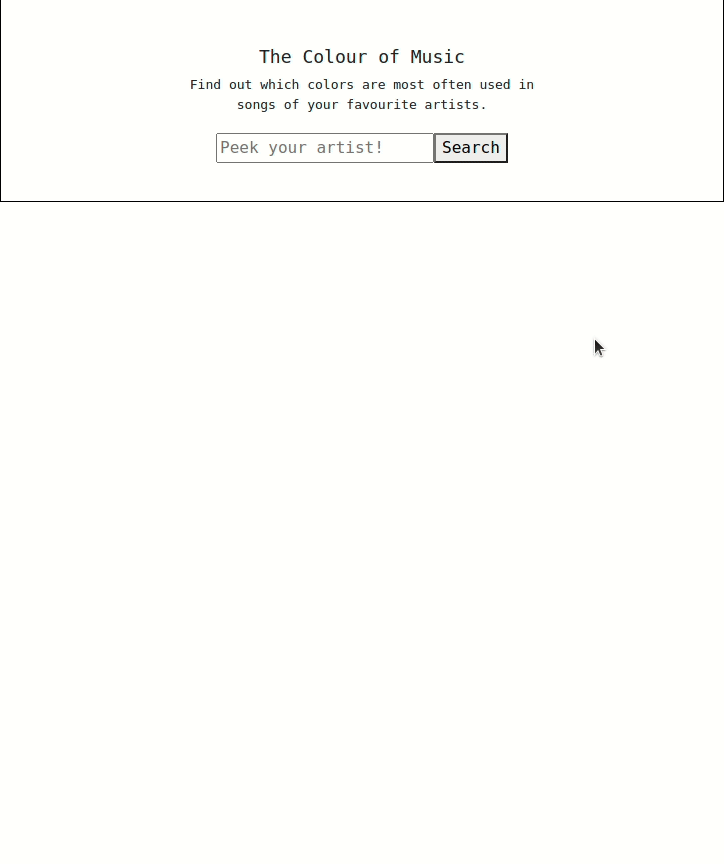 The Colour of Music
Find out which colors are most often used in
songs of your favourite artists.
Peek your artist! Search